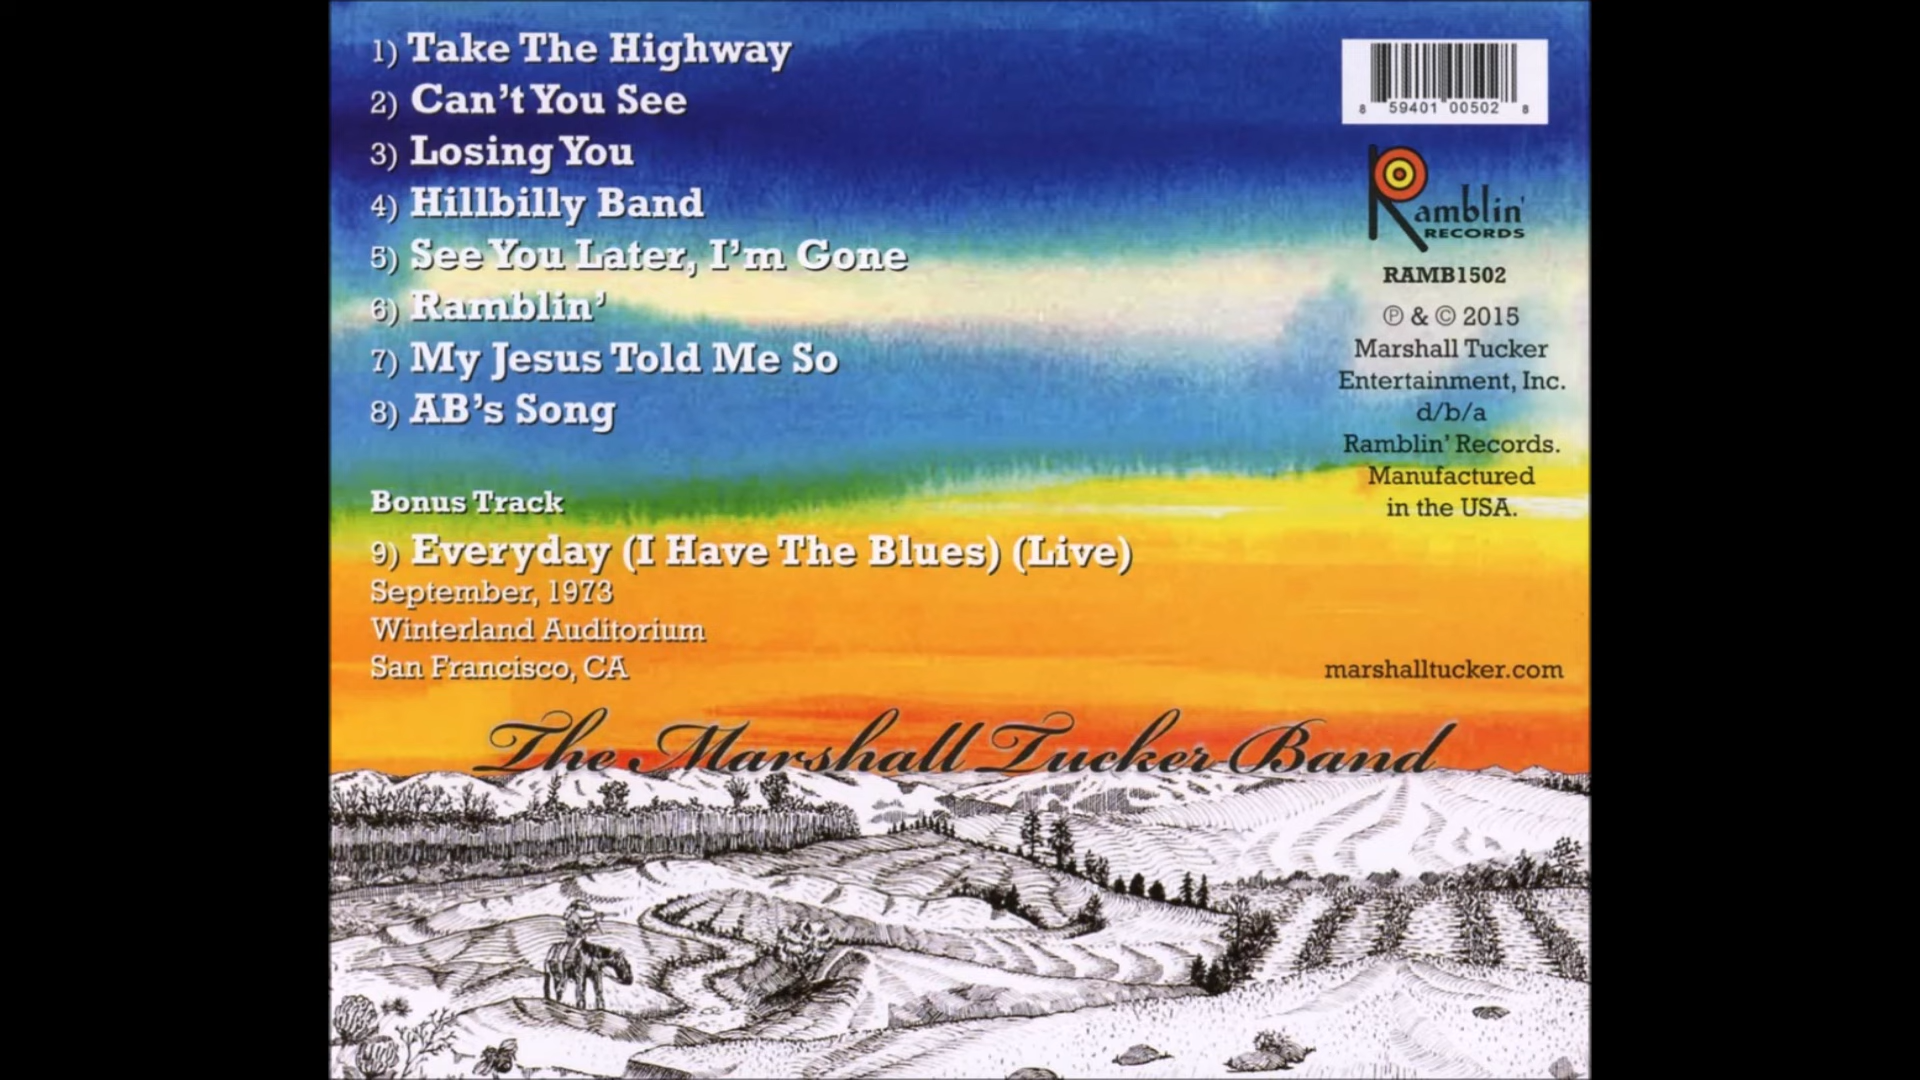 1) Take The Highway
2) Can't You See
3) Losing You
4) Hillbilly Band
5) See You Later, I'm Gone
6) Ramblin'
7) My Jesus Told Me So
8) AB's Song
Bonus Track
9) Everyday (I Have The Blues) (Live)
September, 1973
Winterland Auditorium
San Francisco, CA
8 59401 00502 8
Ramblin'
RECORDS
RAMB1502
℗ & © 2015
Marshall Tucker
Entertainment, Inc.
d/b/a
Ramblin' Records.
Manufactured
in the USA.
marshalltucker.com
The Marshall Tucker Band